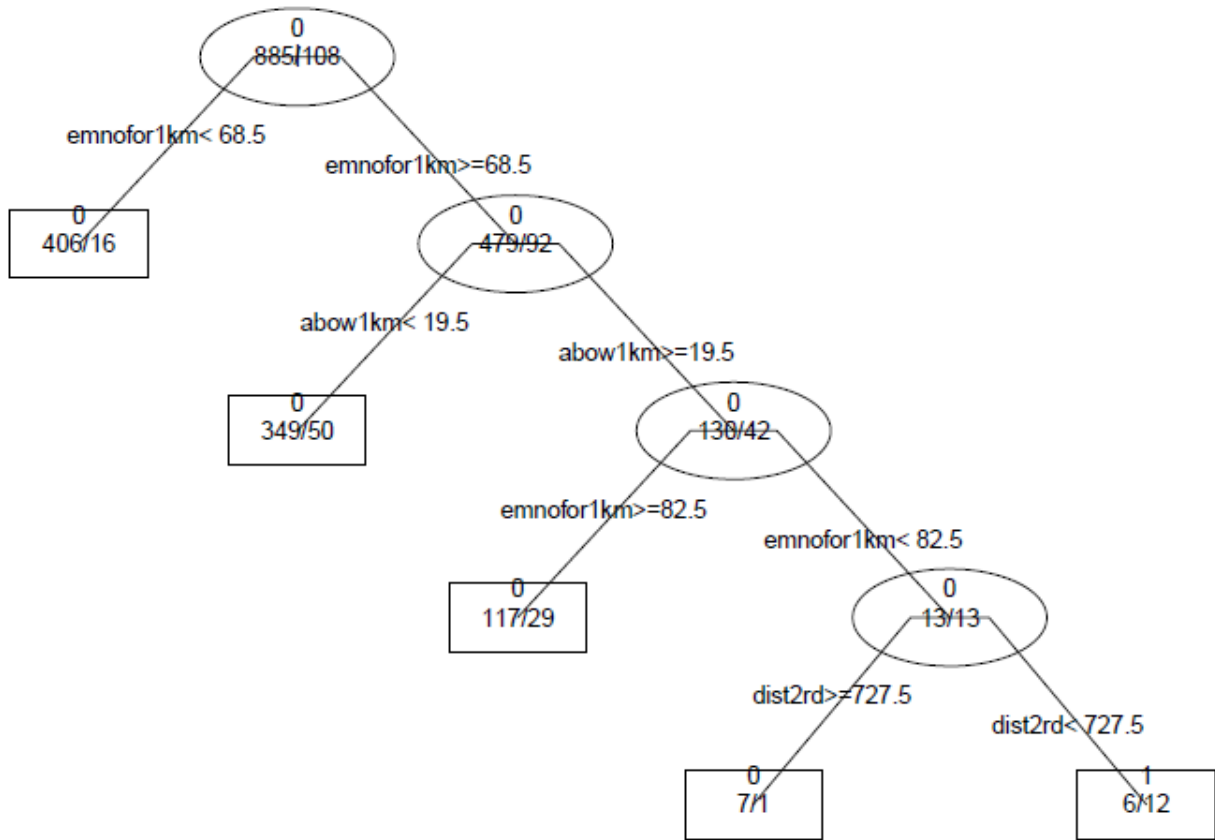 0
885/108
emnofor1km< 68.5
emnofor1km>=68.5
0
406/16
0
479/92
abow1km< 19.5
abow1km>=19.5
0
349/50
0
130/42
emnofor1km>=82.5
emnofor1km< 82.5
0
117/29
0
13/13
dist2rd>=727.5
dist2rd< 727.5
0
7/1
1
6/12